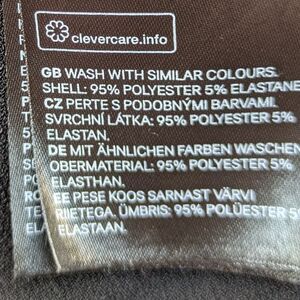 clevercare.info
GB WASH WITH SIMILAR COLOURS.
SHELL: 95% POLYESTER 5% ELASTANE
CZ PERTE S PODOBNÝMI BARVAMI.
SVRCHNÍ LÁTKA: 95% POLYESTER 5%
ELASTAN.
DE MIT ÄHNLICHEN FARBEN WASCHEN
OBERMATERIAL: 95% POLYESTER 5%
ELASTHAN.
EE PESE KOOS SARNAST VÄRVI
RIIETEGA. ÜMBRIS: 95% POLÜESTER 5%
ELASTAAN.